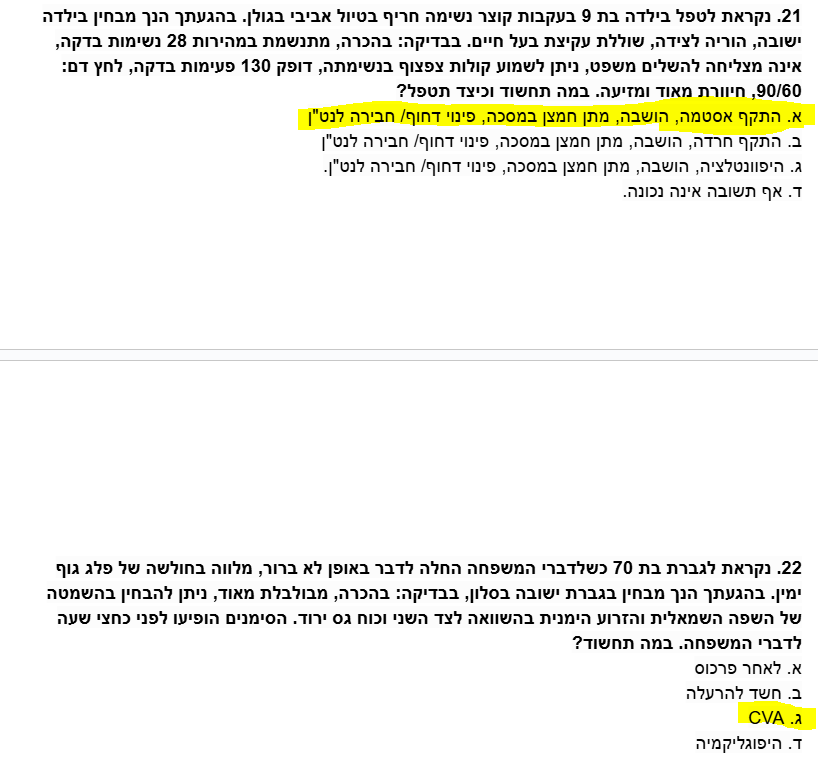 21. נקראת לטפל בילדה בת 9 בעקבות קוצר נשימה חריף בטיול אביבי בגולן. בהגעתך הנך מבחין בילדה
ישובה, הוריה לצידה, שוללת עקיצת בעל חיים. בבדיקה: בהכרה, מתנשמת במהירות 28 נשימות בדקה,
אינה מצליחה להשלים משפט, ניתן לשמוע קולות צפצוף בנשימתה, דופק 130 פעימות בדקה, לחץ דם:
90/60, חיוורת מאוד ומזיעה. במה תחשוד וכיצד תטפל?
א. התקף אסטמה, הושבה, מתן חמצן במסכה, פינוי דחוף/ חבירה לנט"ן
ב. התקף חרדה, הושבה, מתן חמצן במסכה, פינוי דחוף/ חבירה לנט"ן
ג. היפוונטלציה, הושבה, מתן חמצן במסכה, פינוי דחוף/ חבירה לנט"ן.
ד. אף תשובה אינה נכונה.
22. נקראת לגברת בת 70 כשלדברי המשפחה החלה לדבר באופן לא ברור, מלווה בחולשה של פלג גוף
ימין. בהגעתך הנך מבחין בגברת ישובה בסלון, בבדיקה: בהכרה, מבולבלת מאוד, ניתן להבחין בהשמטה
של השפה השמאלית והזרוע הימנית בהשוואה לצד השני וכוח גס ירוד. הסימנים הופיעו לפני כחצי שעה
לדברי המשפחה. במה תחשוד?
א. לאחר פרכוס
ב. חשד להרעלה
ג. CVA
ד. היפוגליקמיה